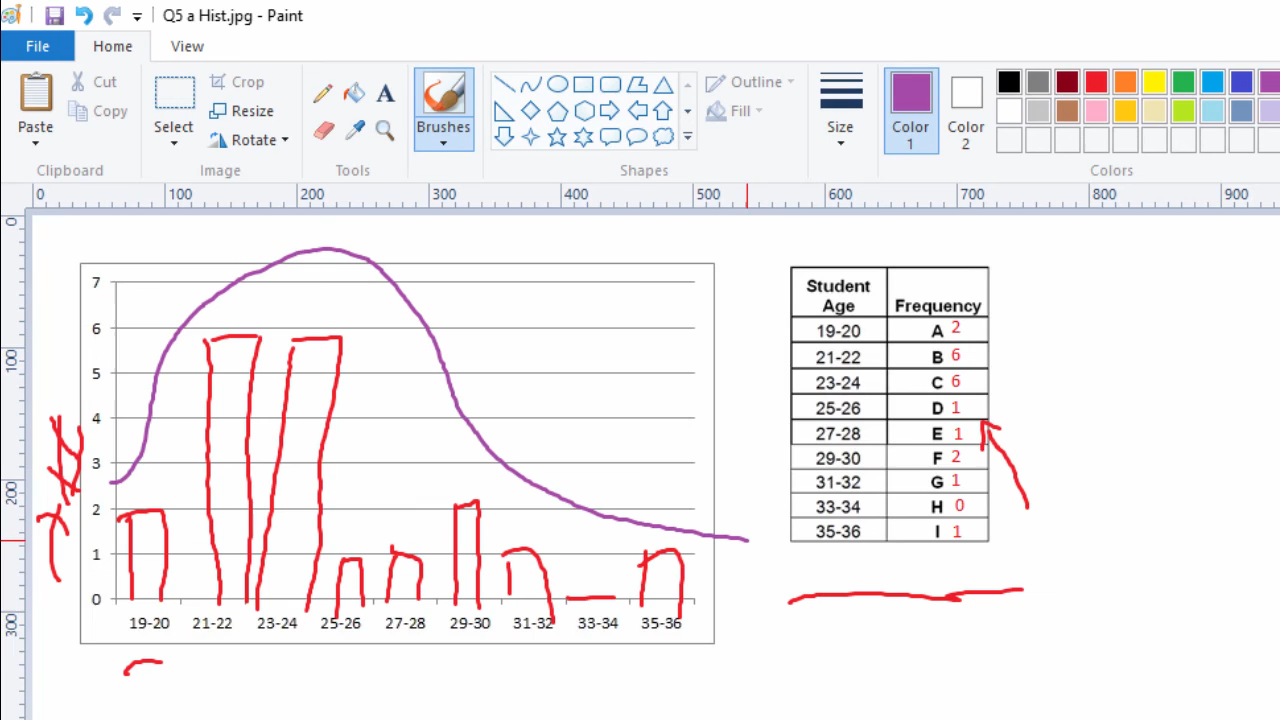 Q5 a Hist.jpg - Paint
File Home View
Paste
Cut
Copy
Clipboard
Select
Crop
Resize
Rotate
Image
A
Tools
Brushes
Outline
Fill
Shapes
Size
Color 1
Color 2
Colors
0 100 200 300 400 500 600 700 800 900
0
100
200
300
7
6
5
4
3
2
1
0
19-20 21-22 23-24 25-26 27-28 29-30 31-32 33-34 35-36
Student Age Frequency
19-20 A 2
21-22 B 6
23-24 C 6
25-26 D 1
27-28 E 1
29-30 F 2
31-32 G 1
33-34 H 0
35-36 I 1